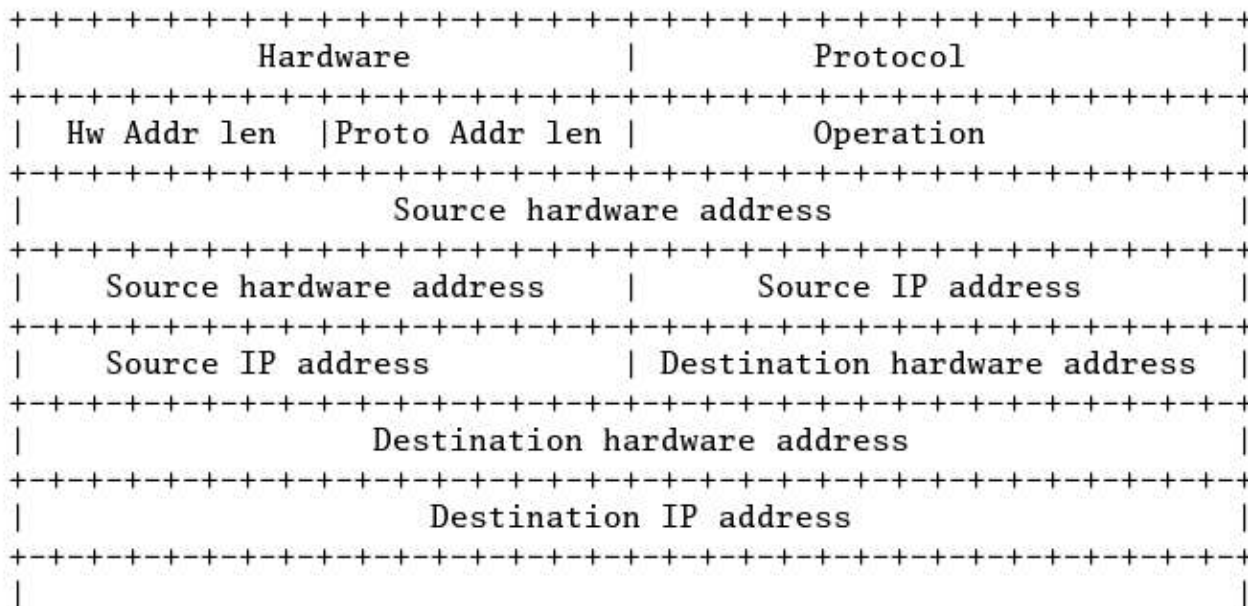 +-+-+-+-+-+-+-+-+-+-+-+-+-+-+-+-+-+-+-+-+-+-+-+-+-+-+-+-+-+-+-+-+
| Hardware | Protocol |
+-+-+-+-+-+-+-+-+-+-+-+-+-+-+-+-+-+-+-+-+-+-+-+-+-+-+-+-+-+-+-+-+
| Hw Addr len |Proto Addr len | Operation |
+-+-+-+-+-+-+-+-+-+-+-+-+-+-+-+-+-+-+-+-+-+-+-+-+-+-+-+-+-+-+-+-+
| Source hardware address |
+-+-+-+-+-+-+-+-+-+-+-+-+-+-+-+-+-+-+-+-+-+-+-+-+-+-+-+-+-+-+-+-+
| Source hardware address | Source IP address |
+-+-+-+-+-+-+-+-+-+-+-+-+-+-+-+-+-+-+-+-+-+-+-+-+-+-+-+-+-+-+-+-+
| Source IP address | Destination hardware address |
+-+-+-+-+-+-+-+-+-+-+-+-+-+-+-+-+-+-+-+-+-+-+-+-+-+-+-+-+-+-+-+-+
| Destination hardware address |
+-+-+-+-+-+-+-+-+-+-+-+-+-+-+-+-+-+-+-+-+-+-+-+-+-+-+-+-+-+-+-+-+
| Destination IP address |
+-+-+-+-+-+-+-+-+-+-+-+-+-+-+-+-+-+-+-+-+-+-+-+-+-+-+-+-+-+-+-+-+
| |